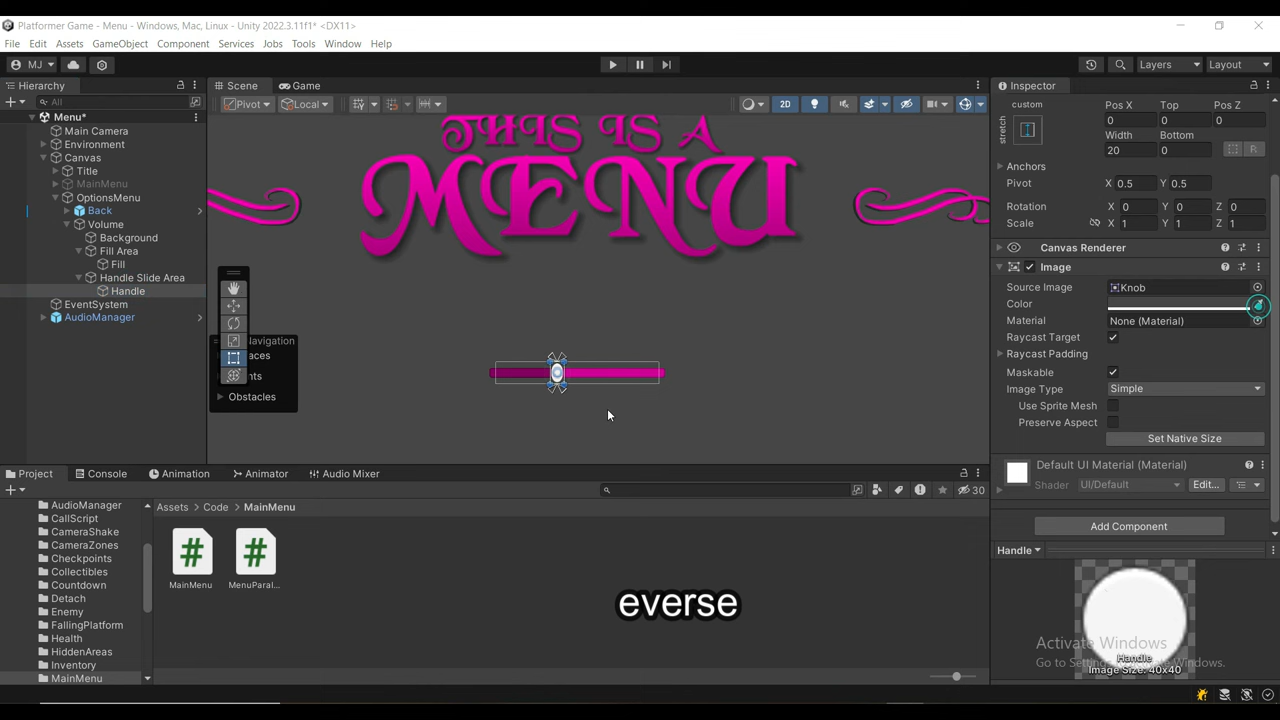 Platformer Game - Menu - Windows, Mac, Linux - Unity 2022.3.11f1* <DX11>
File Edit Assets GameObject Component Services Jobs Tools Window Help
MJ Layers Layout
Hierarchy Scene Game Inspector
All Pivot Local 2D
Menu*
Main Camera
Environment
Canvas
Title
MainMenu
OptionsMenu
Back
Volume
Background
Fill Area
Fill
Handle Slide Area
Handle
EventSystem
AudioManager
THIS IS A
MENU
Navigation
Obstacles
custom
stretch
Pos X Top Pos Z
0 0 0
Width Bottom
20 0 R
Anchors
Pivot X 0.5 Y 0.5
Rotation X 0 Y 0 Z 0
Scale X 1 Y 1 Z 1
Canvas Renderer
Image
Source Image Knob
Color
Material None (Material)
Raycast Target
Raycast Padding
Maskable
Image Type Simple
Use Sprite Mesh
Preserve Aspect
Set Native Size
Default UI Material (Material)
Shader UI/Default Edit...
Add Component
Handle
Handle
Image Size: 40x40
Activate Windows
Go to Settings to activate Windows.
Project Console Animation Animator Audio Mixer
30
Assets Code MainMenu
AudioManager
CallScript
CameraShake
CameraZones
Checkpoints
Collectibles
Countdown
Detach
Enemy
FallingPlatform
Health
HiddenAreas
Inventory
MainMenu
MainMenu MenuParal...
everse